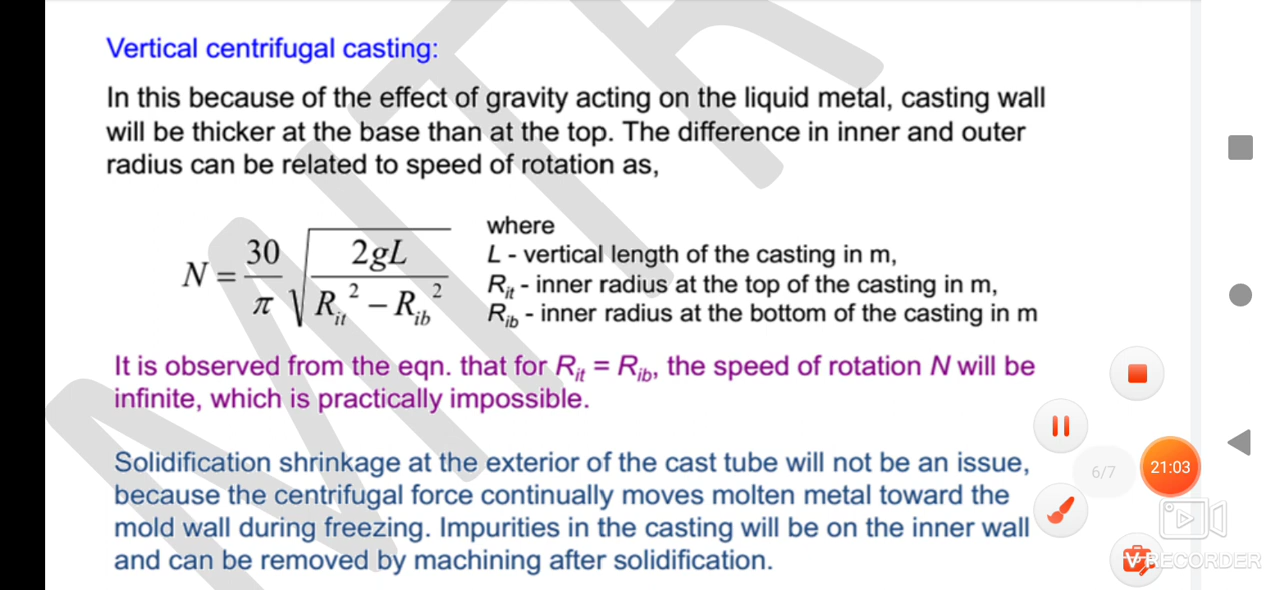 Vertical centrifugal casting:
In this because of the effect of gravity acting on the liquid metal, casting wall
will be thicker at the base than at the top. The difference in inner and outer
radius can be related to speed of rotation as,
N = 30/π √(2gL / (R_it² − R_ib²))
where
L - vertical length of the casting in m,
R_it - inner radius at the top of the casting in m,
R_ib - inner radius at the bottom of the casting in m
It is observed from the eqn. that for R_it = R_ib, the speed of rotation N will be
infinite, which is practically impossible.
Solidification shrinkage at the exterior of the cast tube will not be an issue,
because the centrifugal force continually moves molten metal toward the
mold wall during freezing. Impurities in the casting will be on the inner wall
and can be removed by machining after solidification.
6/7
21:03
V RECORDER